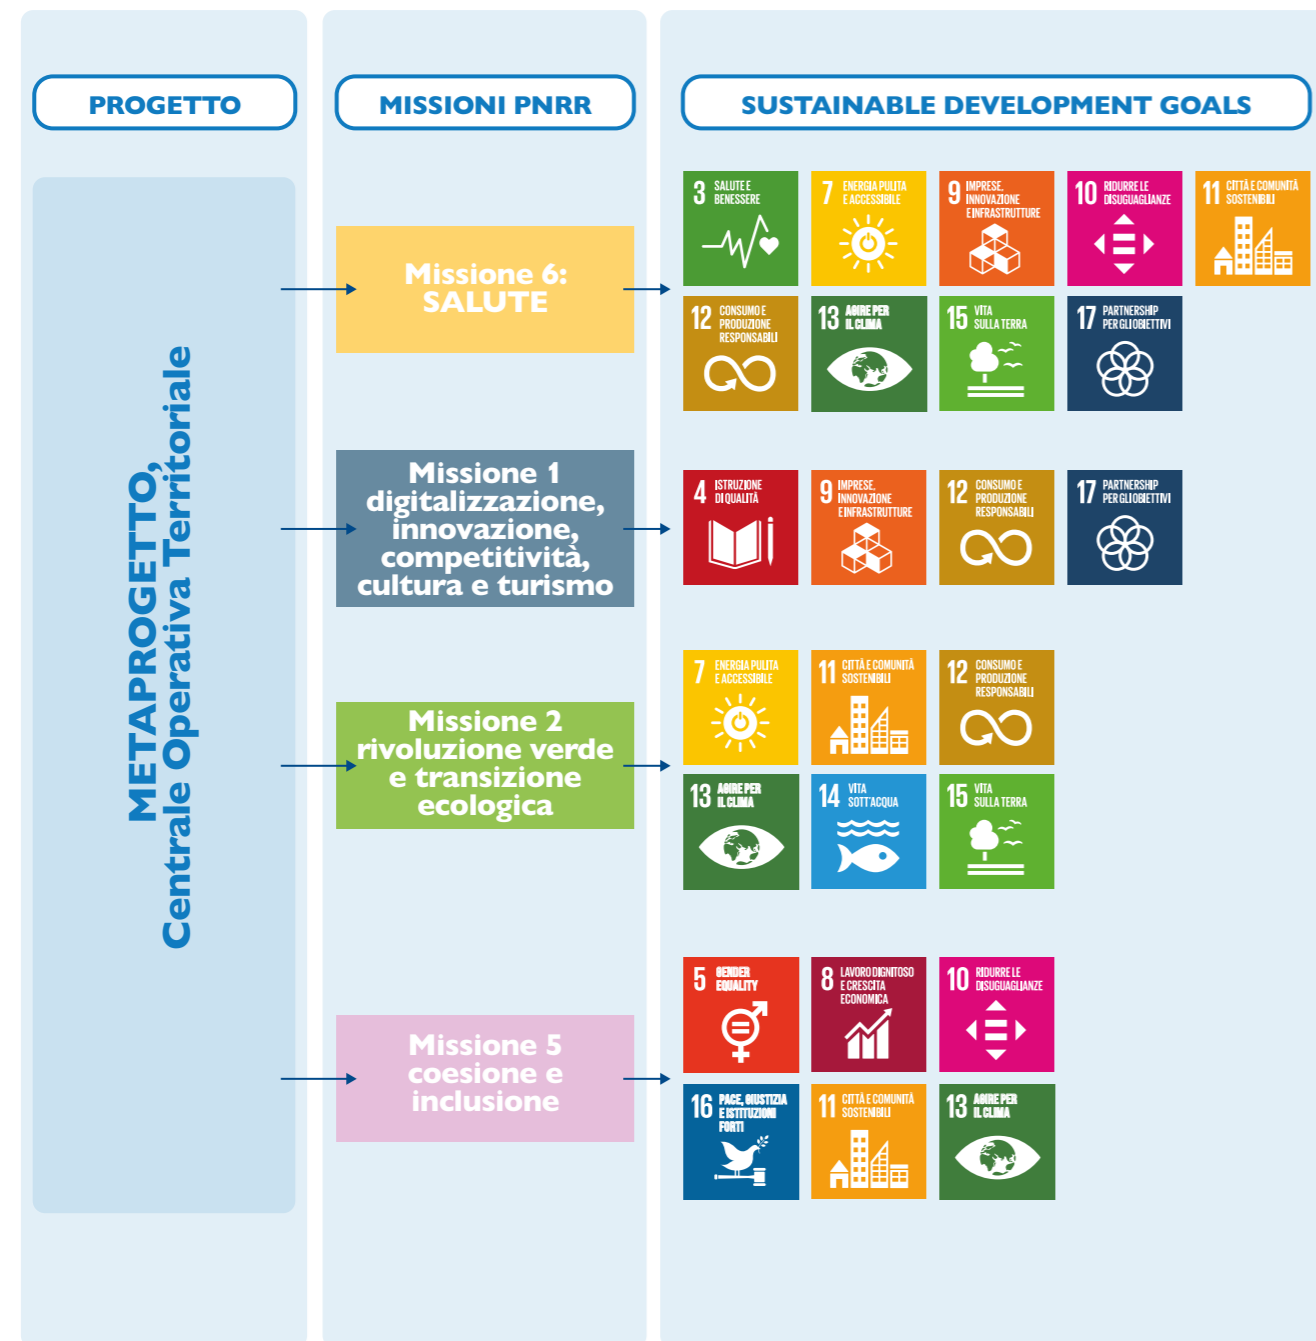 PROGETTO
MISSIONI PNRR
SUSTAINABLE DEVELOPMENT GOALS
METAPROGETTO,
Centrale Operativa Territoriale
Missione 6:
SALUTE
3 SALUTE E
BENESSERE
7 ENERGIA PULITA
E ACCESSIBILE
9 IMPRESE,
INNOVAZIONE
E INFRASTRUTTURE
10 RIDURRE LE
DISUGUAGLIANZE
11 CITTÀ E COMUNITÀ
SOSTENIBILI
12 CONSUMO E
PRODUZIONE
RESPONSABILI
13 AGIRE PER
IL CLIMA
15 VITA
SULLA TERRA
17 PARTNERSHIP
PER GLI OBIETTIVI
Missione 1
digitalizzazione,
innovazione,
competitività,
cultura e turismo
4 ISTRUZIONE
DI QUALITÀ
9 IMPRESE,
INNOVAZIONE
E INFRASTRUTTURE
12 CONSUMO E
PRODUZIONE
RESPONSABILI
17 PARTNERSHIP
PER GLI OBIETTIVI
Missione 2
rivoluzione verde
e transizione
ecologica
7 ENERGIA PULITA
E ACCESSIBILE
11 CITTÀ E COMUNITÀ
SOSTENIBILI
12 CONSUMO E
PRODUZIONE
RESPONSABILI
13 AGIRE PER
IL CLIMA
14 VITA
SOTT'ACQUA
15 VITA
SULLA TERRA
Missione 5
coesione e
inclusione
5 GENDER
EQUALITY
8 LAVORO DIGNITOSO
E CRESCITA
ECONOMICA
10 RIDURRE LE
DISUGUAGLIANZE
16 PACE, GIUSTIZIA
E ISTITUZIONI
FORTI
11 CITTÀ E COMUNITÀ
SOSTENIBILI
13 AGIRE PER
IL CLIMA